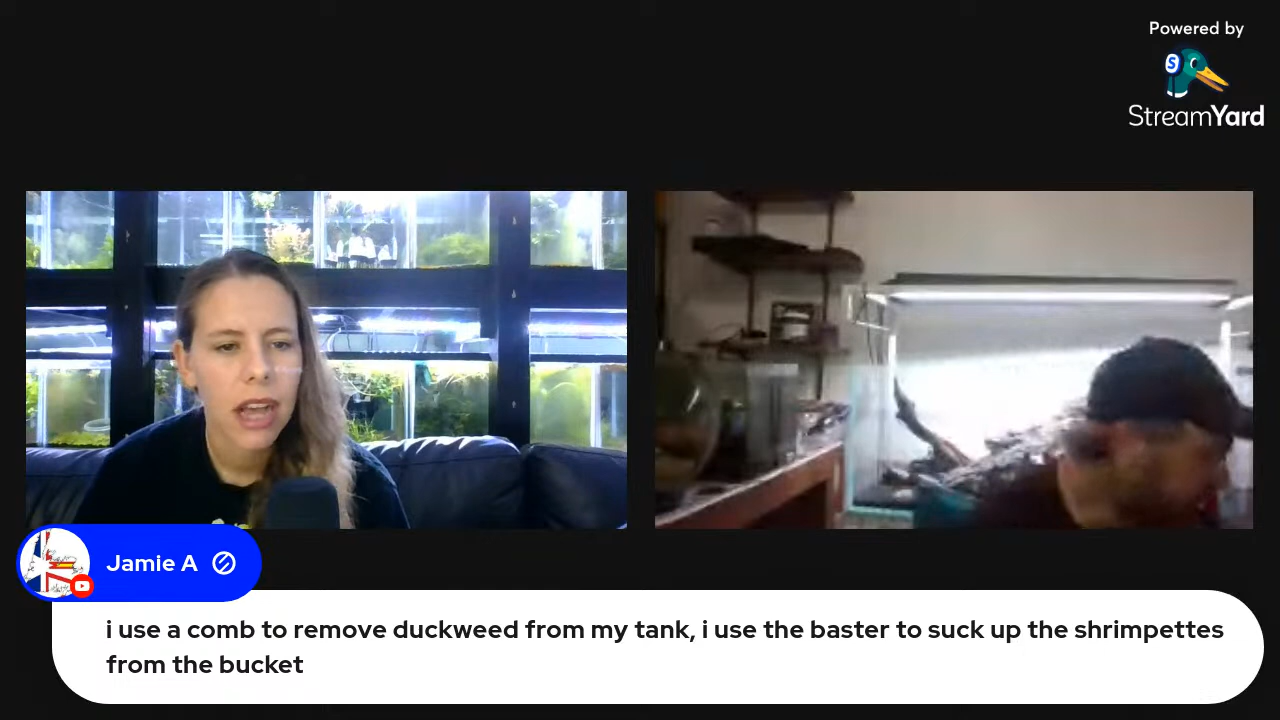 Powered by
S
StreamYard
Jamie A
i use a comb to remove duckweed from my tank, i use the baster to suck up the shrimpettes
from the bucket